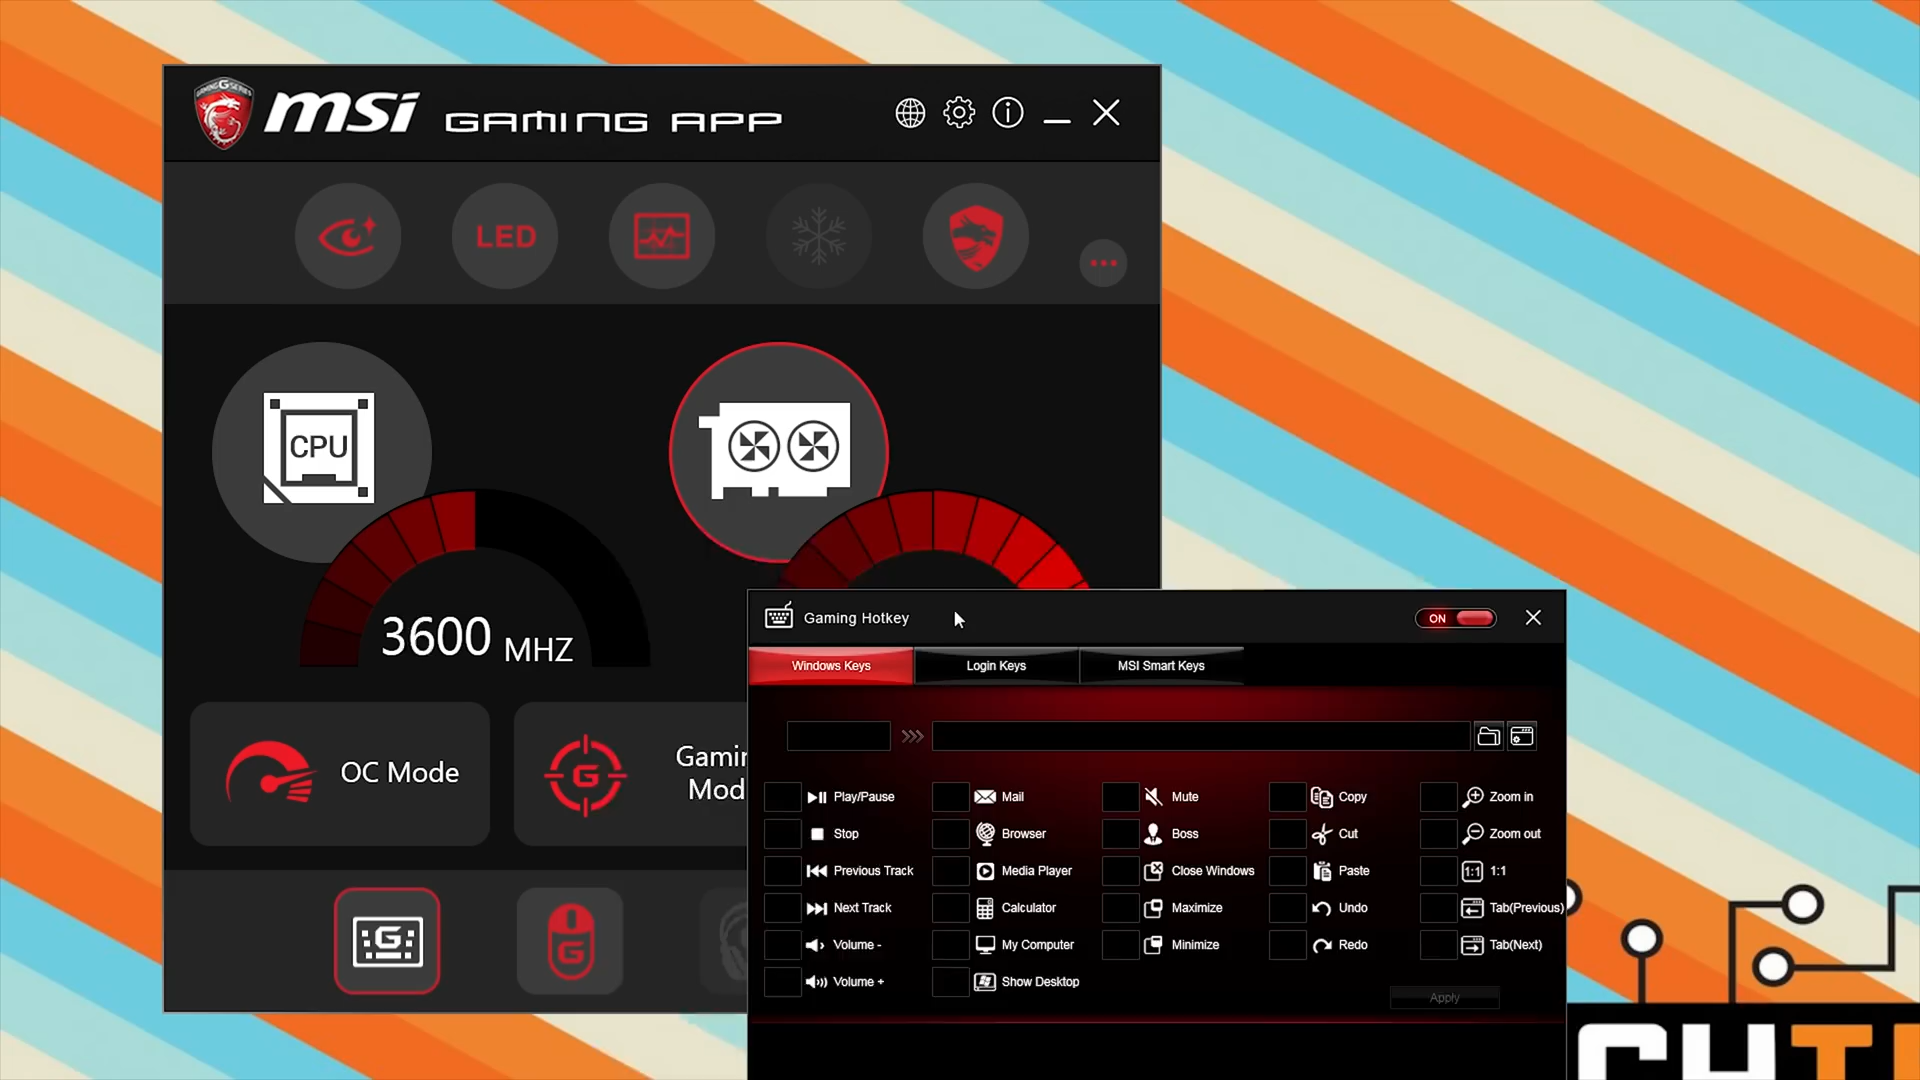 msi GAMING APP
LED
CPU
3600 MHZ
OC Mode
G
G
G
Gaming Hotkey
ON
Windows Keys
Login Keys
MSI Smart Keys
Play/Pause
Mail
Mute
Copy
Zoom in
Stop
Browser
Boss
Cut
Zoom out
Previous Track
Media Player
Close Windows
Paste
1:1
1:1
Next Track
Calculator
Maximize
Undo
Tab(Previous)
Volume -
My Computer
Minimize
Redo
Tab(Next)
Volume +
Show Desktop
Apply